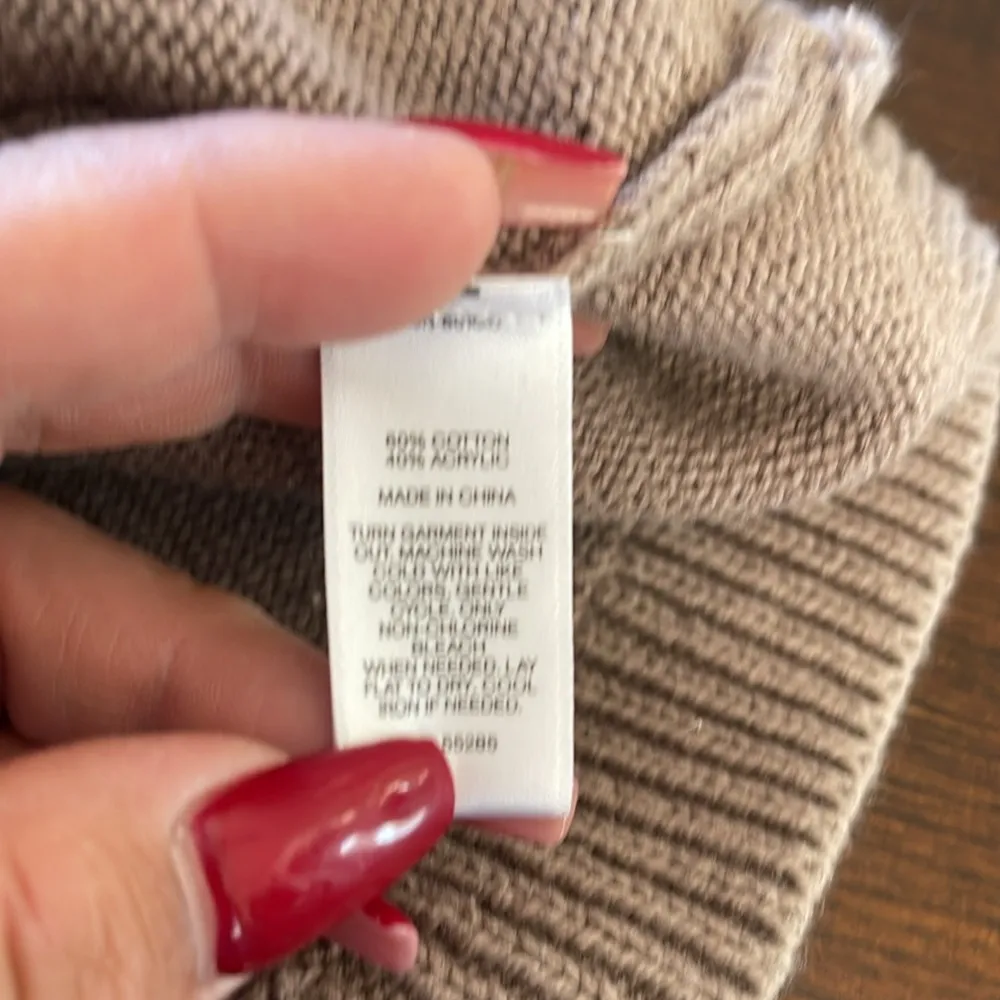 60% COTTON
40% ACRYLIC
MADE IN CHINA
TURN GARMENT INSIDE
OUT, MACHINE WASH
COLD WITH LIKE
COLORS, GENTLE
CYCLE, ONLY
NON-CHLORINE
BLEACH
WHEN NEEDED, LAY
FLAT TO DRY, COOL
IRON IF NEEDED.